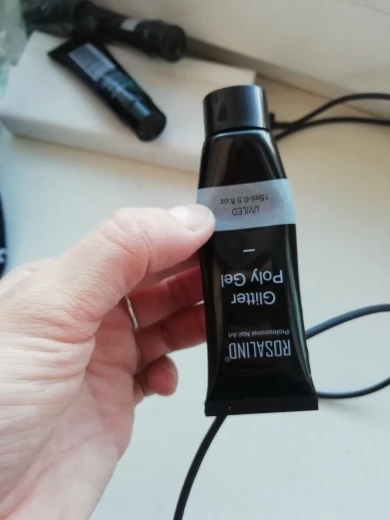 ROSALIND®
Professional Nail Art
Glitter
Poly Gel
UV/LED
15ml-0.5 fl.oz